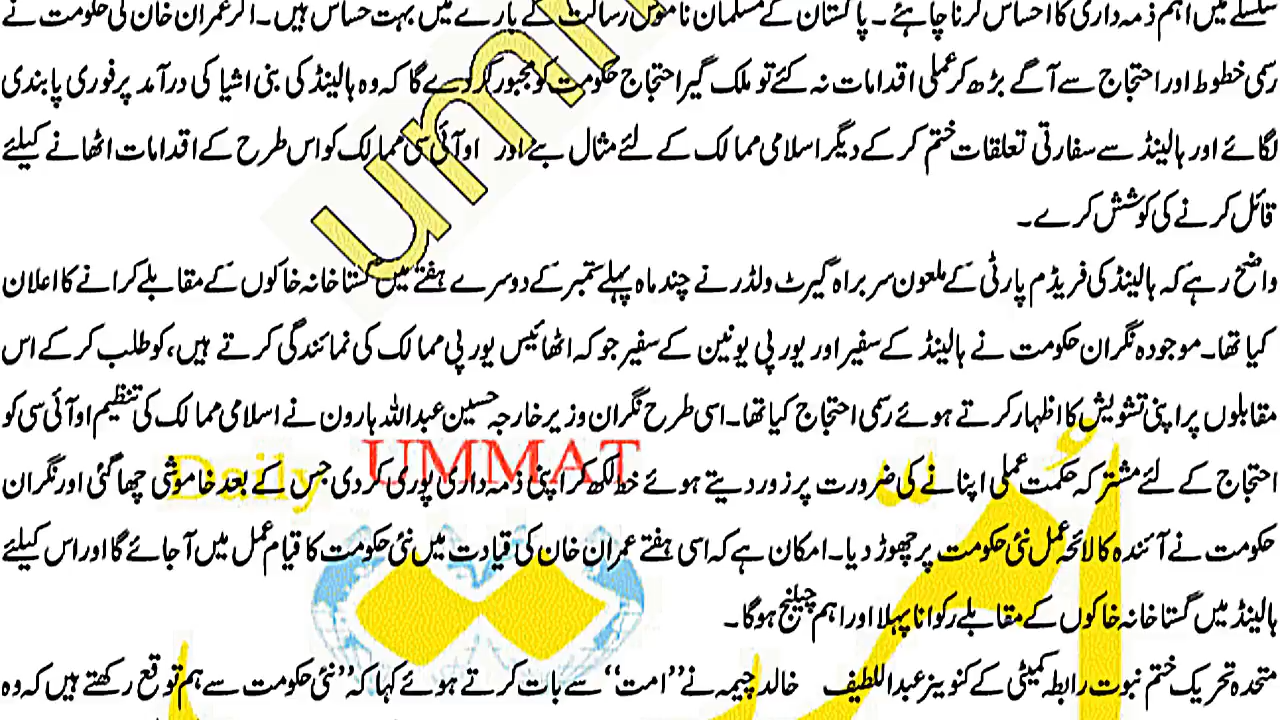 سلسلے میں اہم ذمہ داری کا احساس کرنا چاہئے۔ پاکستان کے مسلمان ناموس رسالت کے بارے میں بہت حساس ہیں۔ اگر عمران خان کی حکومت نے
رسمی خطوط اور احتجاج سے آگے بڑھ کر عملی اقدامات نہ کئے تو ملک گیر احتجاج حکومت کو مجبور کر دے گا کہ وہ ہالینڈ کی بنی اشیا کی درآمد پر فوری پابندی
لگائے اور ہالینڈ سے سفارتی تعلقات ختم کر کے دیگر اسلامی ممالک کے لئے مثال بنے اور او آئی سی ممالک کو اس طرح کے اقدامات اٹھانے کیلئے
قائل کرنے کی کوشش کرے۔
واضح رہے کہ ہالینڈ کی فریڈم پارٹی کے ملعون سربراہ گیرٹ ولڈر نے چند ماہ پہلے ستمبر کے دوسرے ہفتے میں گستاخانہ خاکوں کے مقابلے کرانے کا اعلان
کیا تھا۔ موجودہ نگران حکومت نے ہالینڈ کے سفیر اور یورپی یونین کے سفیر جو کہ اٹھائیس یورپی ممالک کی نمائندگی کرتے ہیں، کو طلب کر کے اس
مقابلوں پر اپنی تشویش کا اظہار کرتے ہوئے رسمی احتجاج کیا تھا۔ اسی طرح نگران وزیر خارجہ حسین عبداللہ ہارون نے اسلامی ممالک کی تنظیم او آئی سی کو
احتجاج کے لئے مشترکہ حکمت عملی اپنانے کی ضرورت پر زور دیتے ہوئے خط لکھ کر اپنی ذمہ داری پوری کر دی جس کے بعد خاموشی چھا گئی اور نگران
حکومت نے آئندہ کا لائحہ عمل نئی حکومت پر چھوڑ دیا۔ امکان ہے کہ اسی ہفتے عمران خان کی قیادت میں نئی حکومت کا قیام عمل میں آ جائے گا اور اس کیلئے
ہالینڈ میں گستاخانہ خاکوں کے مقابلے رکوانا پہلا اور اہم چیلنج ہوگا۔
متحدہ تحریک ختم نبوت رابطہ کمیٹی کے کنوینر عبداللطیف خالد چیمہ نے ’’امت‘‘ سے بات کرتے ہوئے کہا کہ ’’نئی حکومت سے ہم توقع رکھتے ہیں کہ وہ
umm
Daily UMMAT
امت